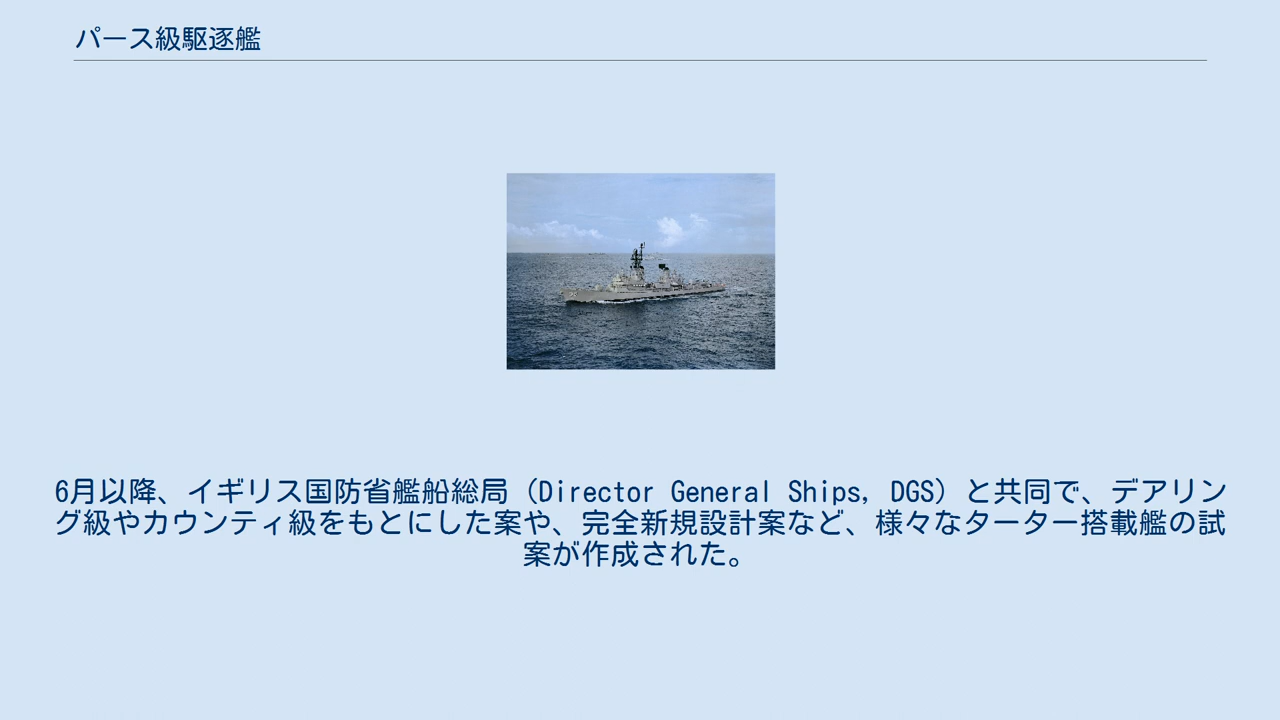 パース級駆逐艦
6月以降、イギリス国防省艦船総局（Director General Ships, DGS）と共同で、デアリン
グ級やカウンティ級をもとにした案や、完全新規設計案など、様々なターター搭載艦の試
案が作成された。